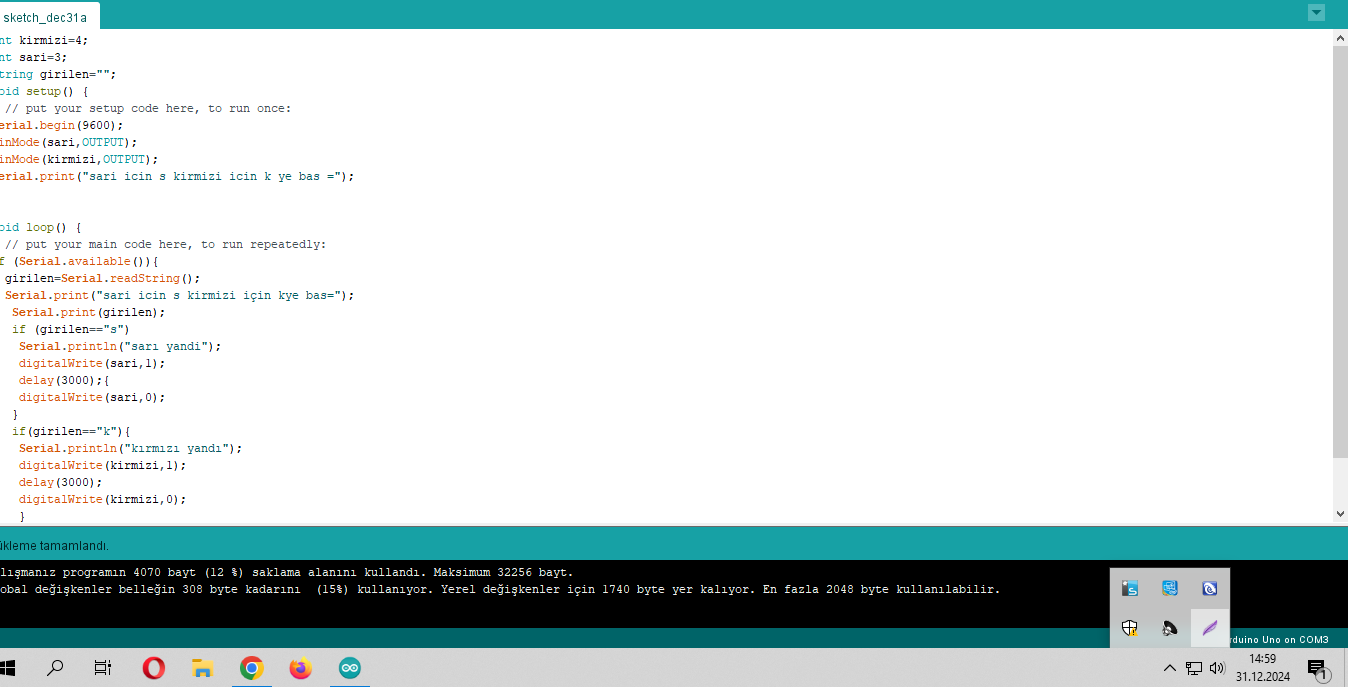 sketch_dec31a
nt kirmizi=4;
nt sari=3;
tring girilen="";
oid setup() {
// put your setup code here, to run once:
erial.begin(9600);
inMode(sari,OUTPUT);
inMode(kirmizi,OUTPUT);
erial.print("sari icin s kirmizi icin k ye bas =");
oid loop() {
// put your main code here, to run repeatedly:
f (Serial.available()){
girilen=Serial.readString();
Serial.print("sari icin s kirmizi için kye bas=");
Serial.print(girilen);
if (girilen=="s")
Serial.println("sarı yandi");
digitalWrite(sari,1);
delay(3000);{
digitalWrite(sari,0);
}
if(girilen=="k"){
Serial.println("kırmızı yandı");
digitalWrite(kirmizi,1);
delay(3000);
digitalWrite(kirmizi,0);
}
ükleme tamamlandı.
lışmanız programın 4070 bayt (12 %) saklama alanını kullandı. Maksimum 32256 bayt.
obal değişkenler belleğin 308 byte kadarını  (15%) kullanıyor. Yerel değişkenler için 1740 byte yer kalıyor. En fazla 2048 byte kullanılabilir.
rduino Uno on COM3
14:59
31.12.2024
1